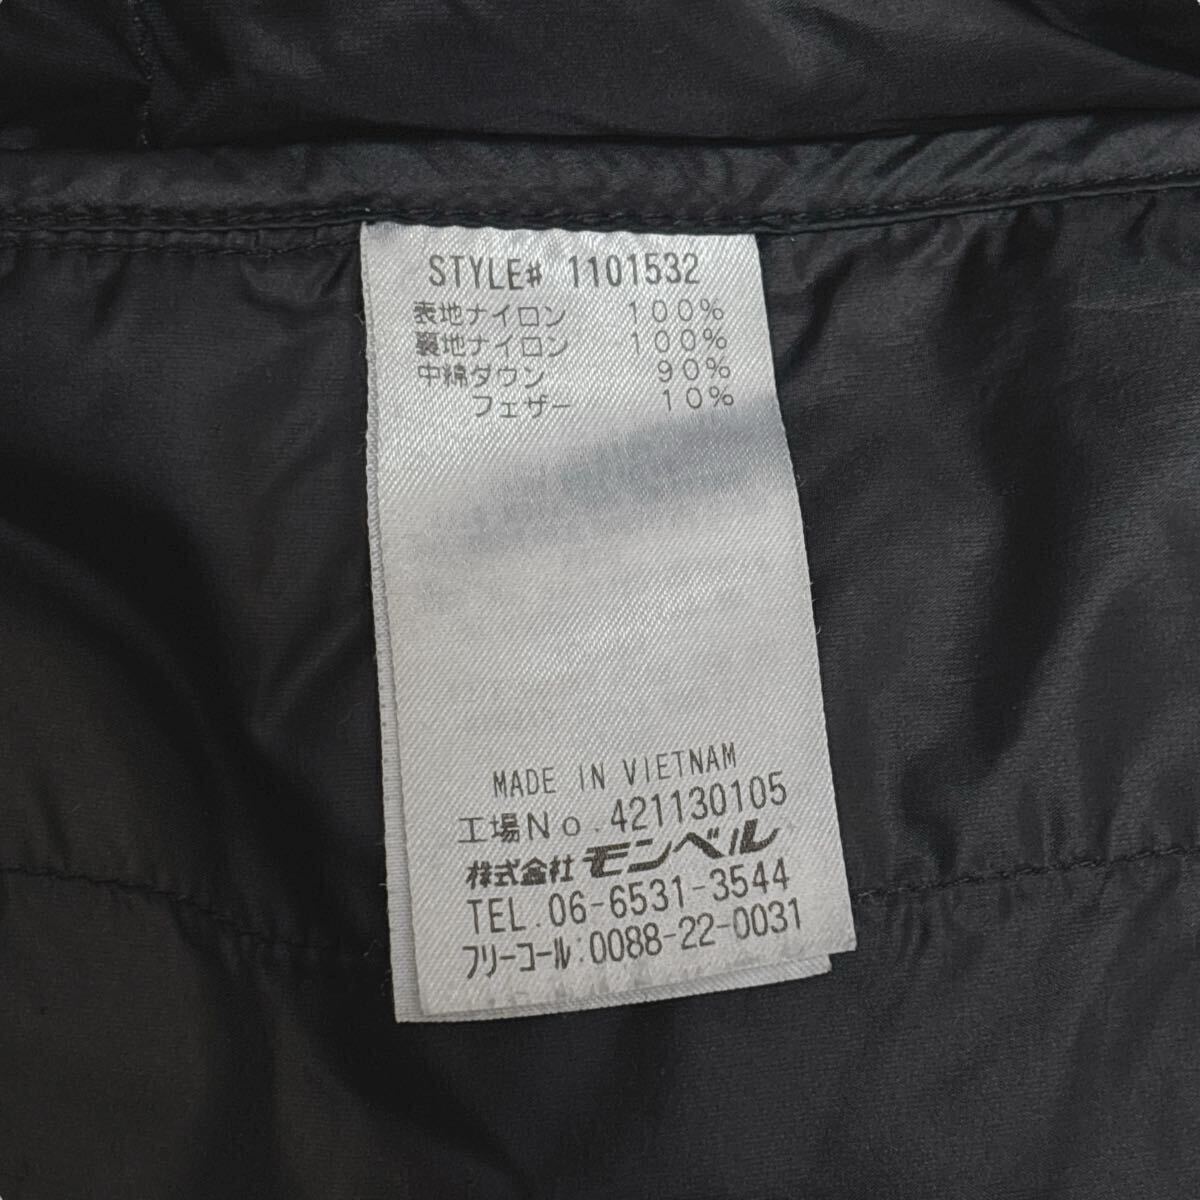 STYLE# 1101532
表地ナイロン 100%
裏地ナイロン 100%
中綿ダウン 90%
フェザー 10%
MADE IN VIETNAM
工場No.421130105
株式会社モンベル
TEL.06-6531-3544
フリーコール:0088-22-0031